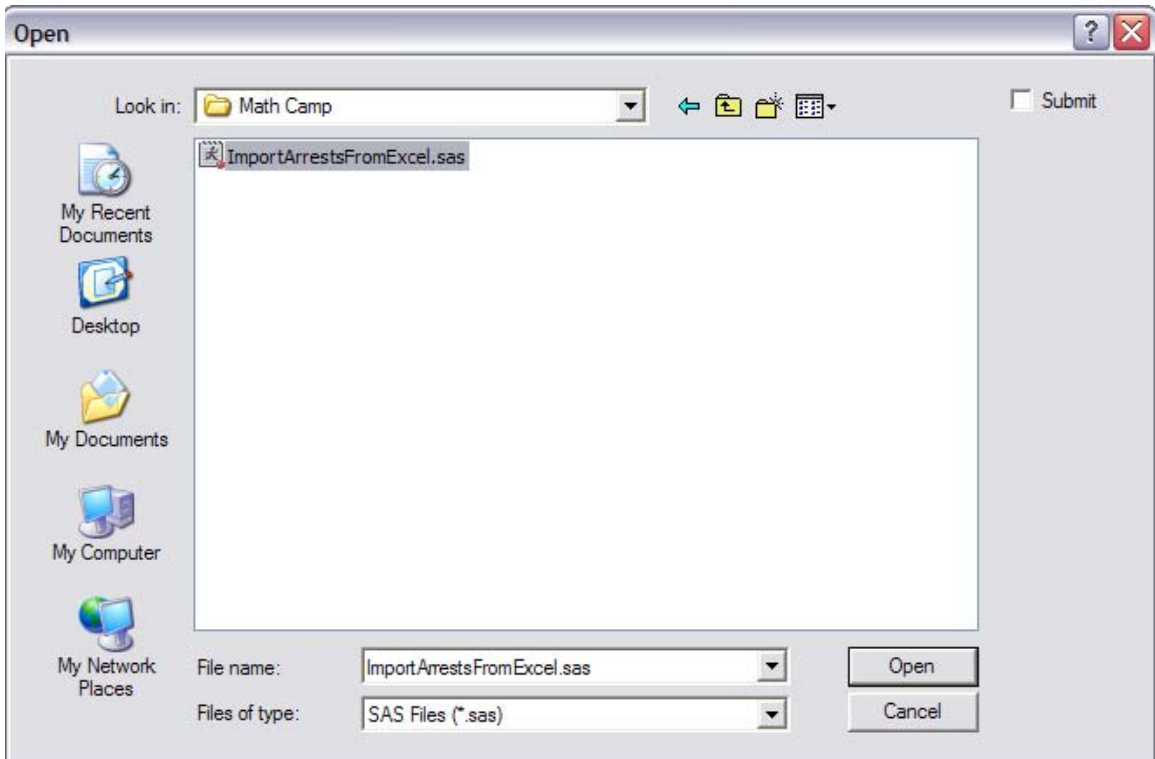 Open
Look in:
Math Camp
Submit
ImportArrestsFromExcel.sas
My Recent
Documents
Desktop
My Documents
My Computer
My Network
Places
File name:
ImportArrestsFromExcel.sas
Open
Files of type:
SAS Files (*.sas)
Cancel